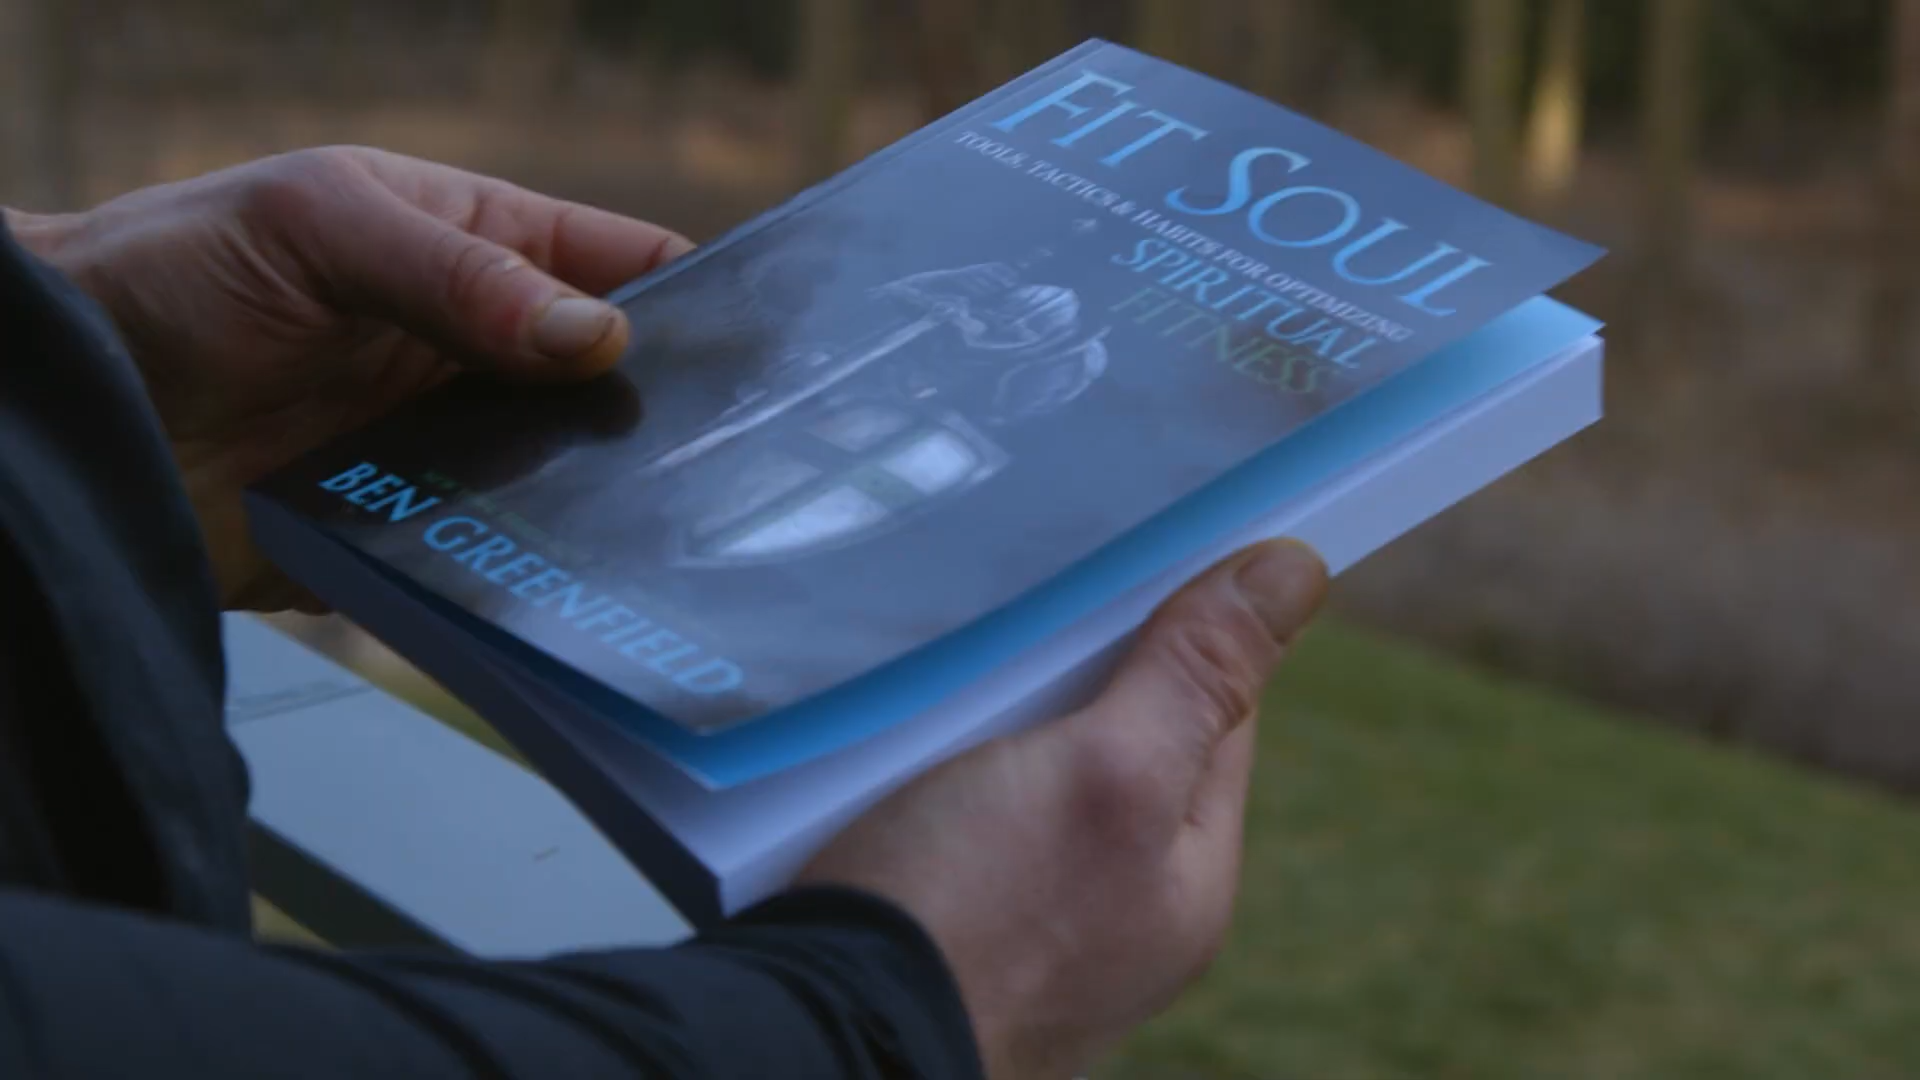 FIT SOUL
TOOLS, TACTICS & HABITS FOR OPTIMIZING
SPIRITUAL
FITNESS
BEN GREENFIELD